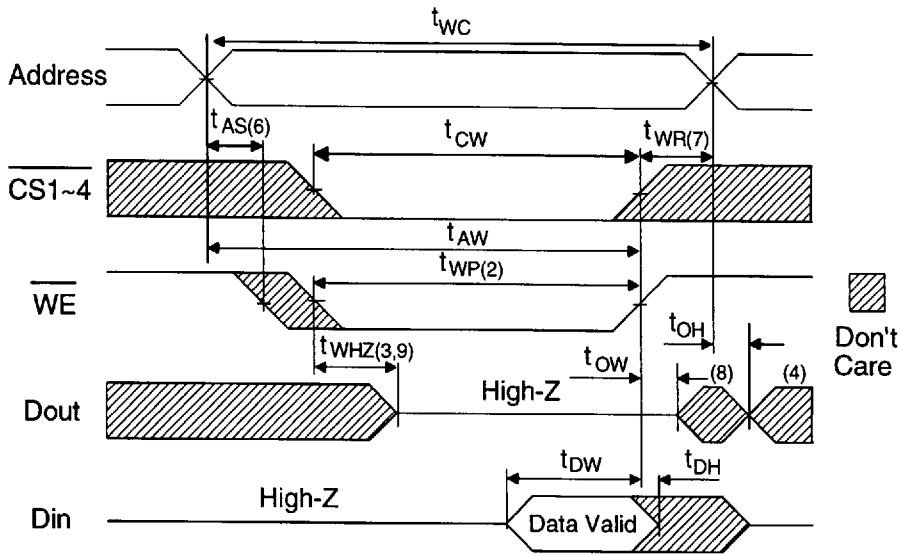 tWC
Address
tAS(6)
tCW
tWR(7)
CS1~4
tAW
tWP(2)
WE
tOH
Don't
Care
tWHZ(3,9)
tOW
High-Z
(8)
(4)
Dout
tDW
tDH
High-Z
Din
Data Valid